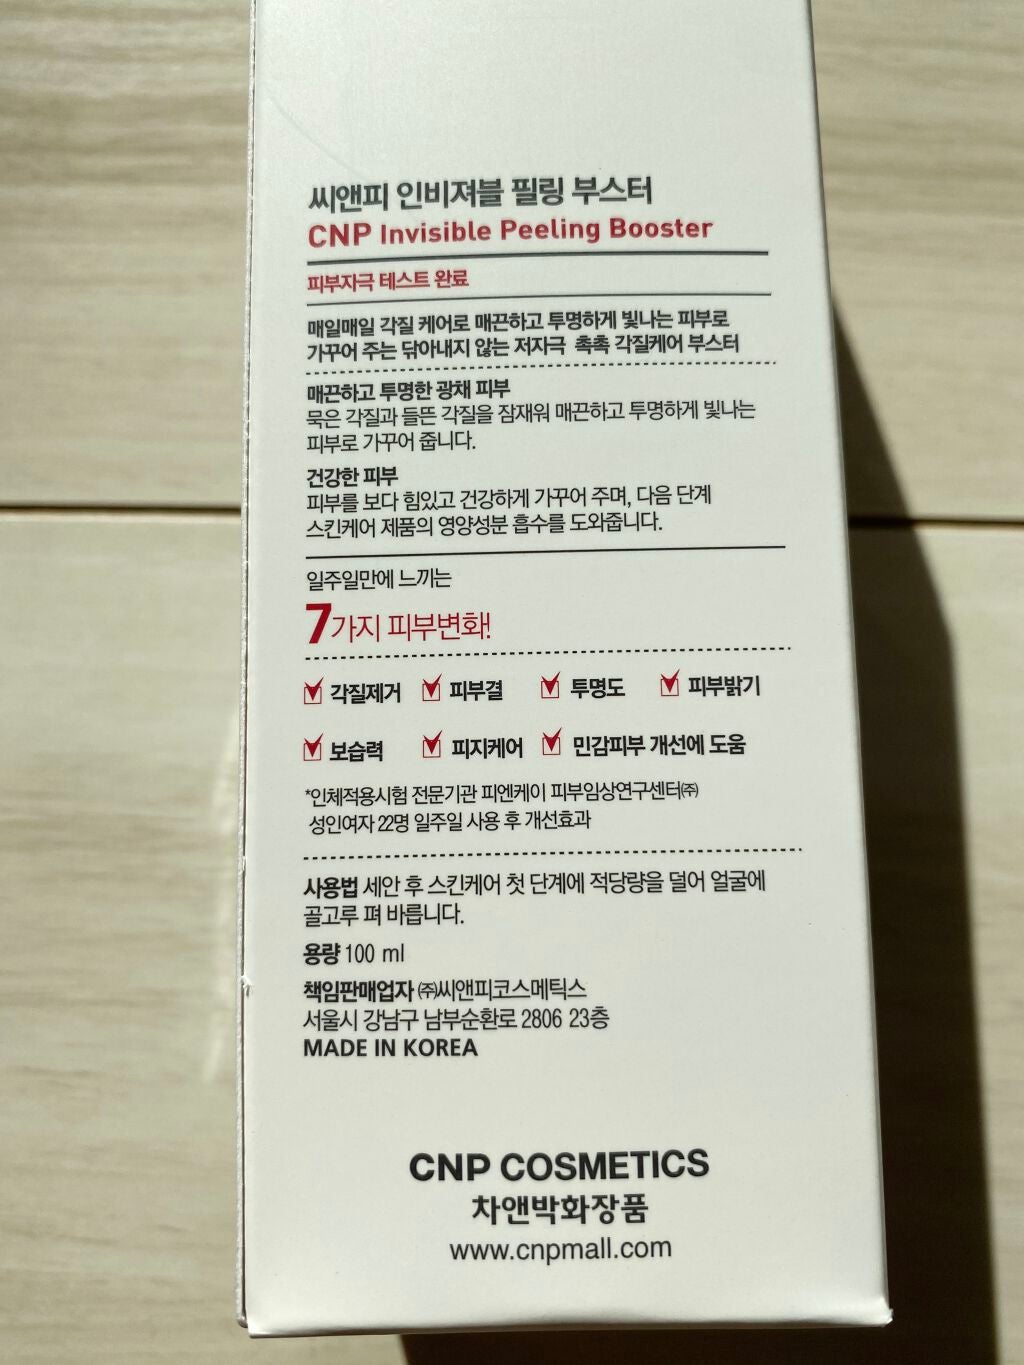 씨앤피 인비져블 필링 부스터
CNP Invisible Peeling Booster
피부자극 테스트 완료
매일매일 각질 케어로 매끈하고 투명하게 빛나는 피부로
가꾸어 주는 닦아내지 않는 저자극 촉촉 각질케어 부스터
매끈하고 투명한 광채 피부
묵은 각질과 들뜬 각질을 잠재워 매끈하고 투명하게 빛나는
피부로 가꾸어 줍니다.
건강한 피부
피부를 보다 힘있고 건강하게 가꾸어 주며, 다음 단계
스킨케어 제품의 영양성분 흡수를 도와줍니다.
일주일만에 느끼는
7가지 피부변화!
각질제거 피부결 투명도 피부밝기
보습력 피지케어 민감피부 개선에 도움
*인체적용시험 전문기관 피엔케이 피부임상연구센터㈜
성인여자 22명 일주일 사용 후 개선효과
사용법 세안 후 스킨케어 첫 단계에 적당량을 덜어 얼굴에
골고루 펴 바릅니다.
용량 100 ml
책임판매업자 ㈜씨앤피코스메틱스
서울시 강남구 남부순환로 2806 23층
MADE IN KOREA
CNP COSMETICS
차앤박화장품
www.cnpmall.com